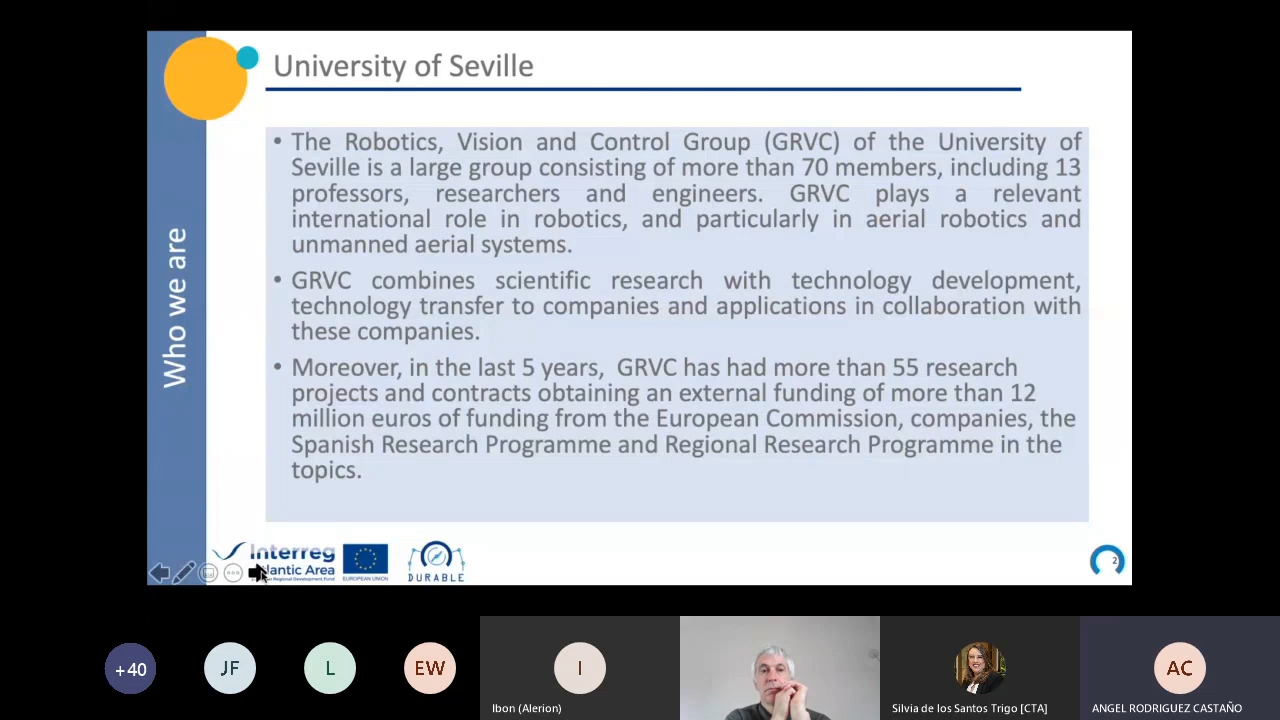 University of Seville
Who we are
• The Robotics, Vision and Control Group (GRVC) of the University of
Seville is a large group consisting of more than 70 members, including 13
professors, researchers and engineers. GRVC plays a relevant
international role in robotics, and particularly in aerial robotics and
unmanned aerial systems.
• GRVC combines scientific research with technology development,
technology transfer to companies and applications in collaboration with
these companies.
• Moreover, in the last 5 years, GRVC has had more than 55 research
projects and contracts obtaining an external funding of more than 12
million euros of funding from the European Commission, companies, the
Spanish Research Programme and Regional Research Programme in the
topics.
Interreg
lantic Area
EUROPEAN UNION
DURABLE
2
+40
JF
L
EW
I
Ibon (Alerion)
Silvia de los Santos Trigo [CTA]
AC
ANGEL RODRIGUEZ CASTAÑO